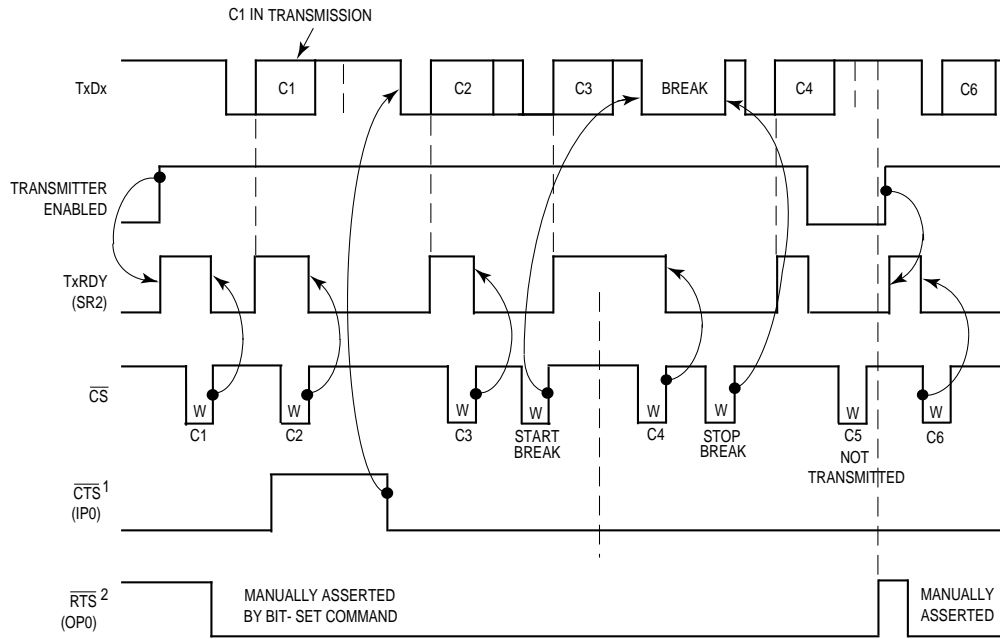 C1 IN TRANSMISSION
TxDx
C1
C2
C3
BREAK
C4
C6
TRANSMITTER
ENABLED
TxRDY
(SR2)
CS
W
W
W
W
W
W
W
W
C1
C2
C3
START
BREAK
C4
STOP
BREAK
C5
NOT
TRANSMITTED
C6
CTS 1
(IP0)
RTS 2
(OP0)
MANUALLY ASSERTED
BY BIT- SET COMMAND
MANUALLY
ASSERTED